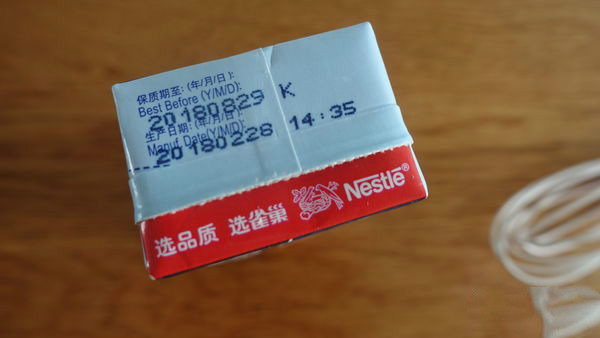 保质期至:(年/月/日):
Best Before (Y/M/D):
20180829 K
生产日期:(年/月/日):
Manuf.Date(Y/M/D):
20180228 14:35
Nestlé®
选品质 选雀巢